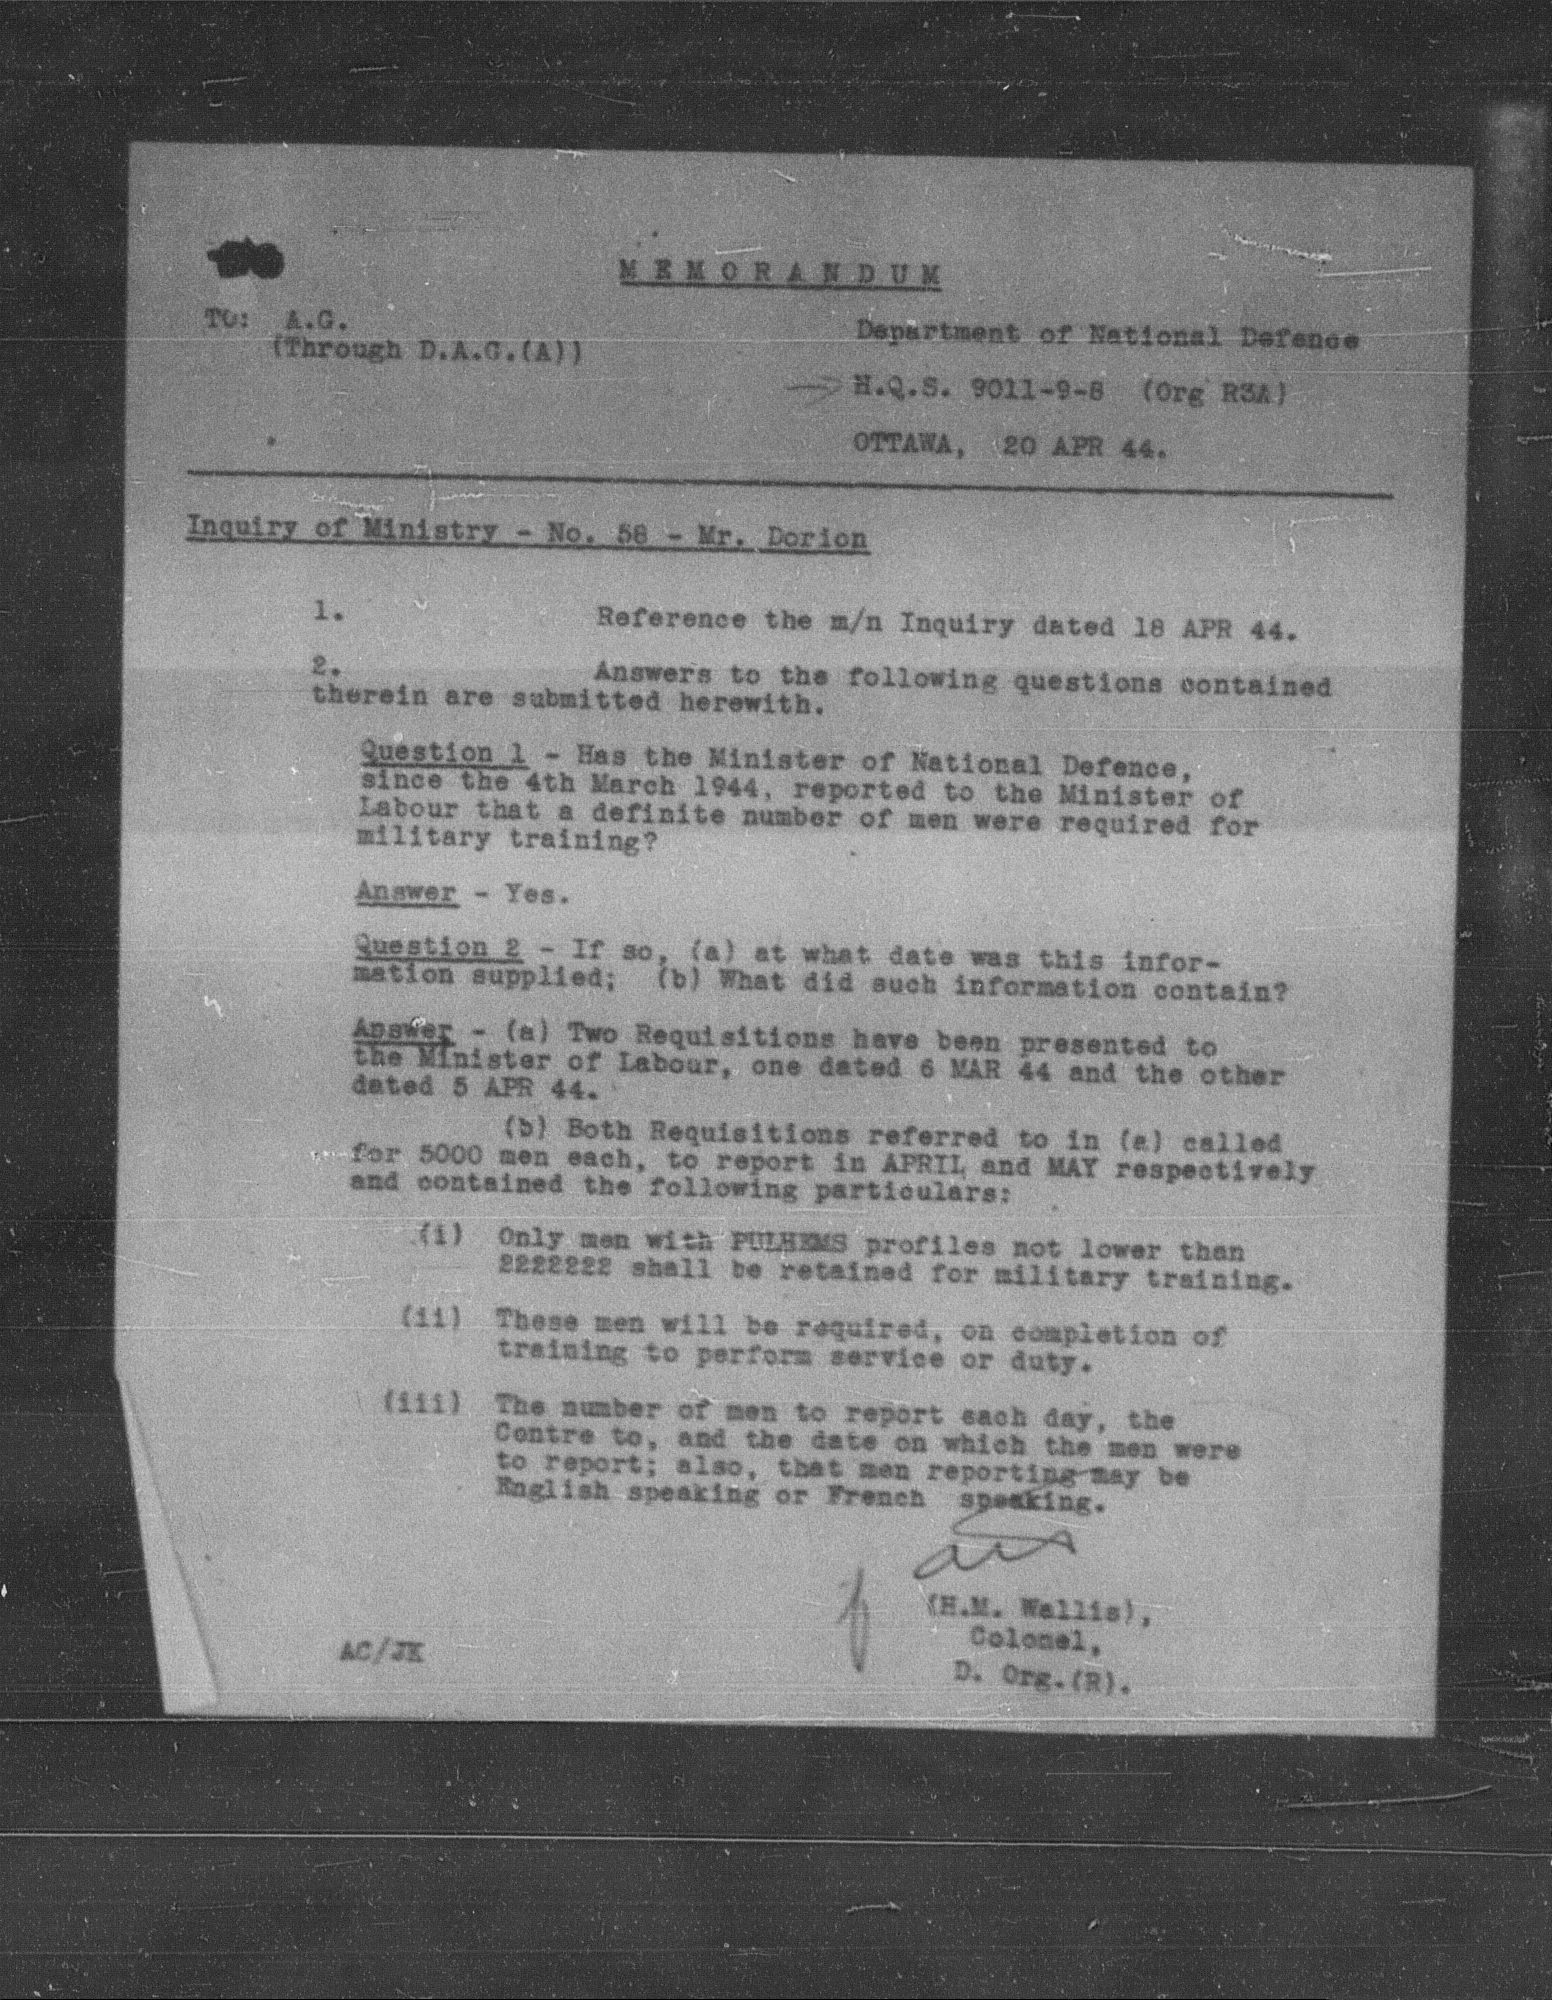 MEMORANDUM
TO: A.G.
(Through D.A.G.(A))
Department of National Defence
H.Q.S. 9011-9-8 (Org R3A)
OTTAWA, 20 APR 44.
Inquiry of Ministry - No. 58 - Mr. Dorion
1. Reference the m/n Inquiry dated 18 APR 44.
2. Answers to the following questions contained
therein are submitted herewith.
Question 1 - Has the Minister of National Defence,
since the 4th March 1944, reported to the Minister of
Labour that a definite number of men were required for
military training?
Answer - Yes.
Question 2 - If so, (a) at what date was this infor-
mation supplied; (b) What did such information contain?
Answer - (a) Two Requisitions have been presented to
the Minister of Labour, one dated 6 MAR 44 and the other
dated 5 APR 44.
(b) Both Requisitions referred to in (a) called
for 5000 men each, to report in APRIL and MAY respectively
and contained the following particulars:
(i) Only men with PULHEMS profiles not lower than
2222222 shall be retained for military training.
(ii) These men will be required, on completion of
training to perform service or duty.
(iii) The number of men to report each day, the
Centre to, and the date on which the men were
to report; also, that men reporting may be
English speaking or French speaking.
(H.M. Wallis),
Colonel,
D. Org.(R).
AC/JK